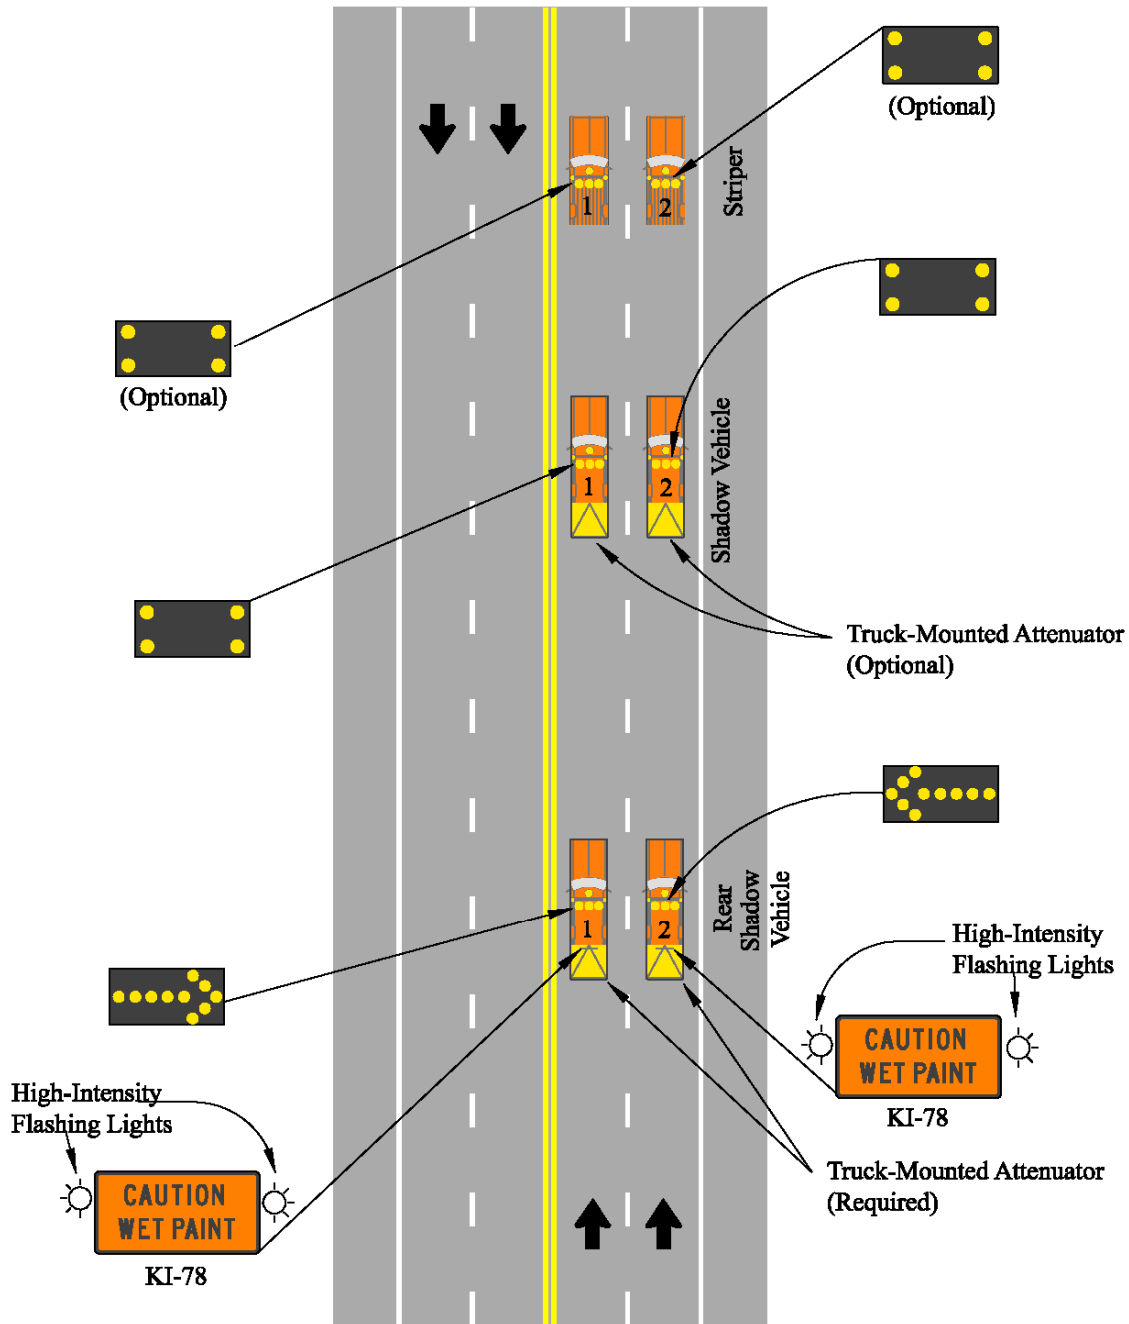 (Optional)
1
2
Striper
(Optional)
1
2
Shadow Vehicle
Truck-Mounted Attenuator
(Optional)
1
2
Rear
Shadow
Vehicle
High-Intensity
Flashing Lights
CAUTION
WET PAINT
KI-78
High-Intensity
Flashing Lights
CAUTION
WET PAINT
KI-78
Truck-Mounted Attenuator
(Required)